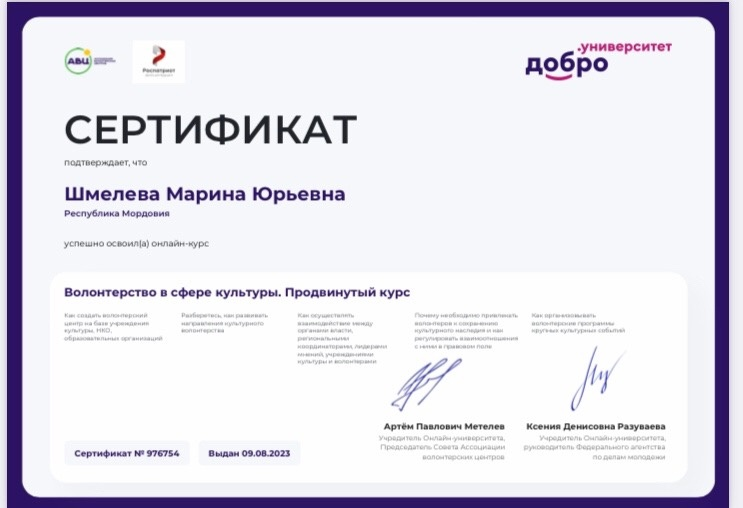 АВЦ
Роспатриот
.университет
добро
СЕРТИФИКАТ
подтверждает, что
Шмелева Марина Юрьевна
Республика Мордовия
успешно освоил(а) онлайн-курс
Волонтерство в сфере культуры. Продвинутый курс
Как создать волонтерский
центр на базе учреждения
культуры, НКО,
образовательных организаций
Разберетесь, как развивать
направления культурного
волонтерства
Как осуществлять
взаимодействие между
органами власти,
региональными
координаторами, лидерами
мнений, учреждениями
культуры и волонтерами
Почему необходимо привлекать
волонтеров к сохранению
культурного наследия и как
регулировать взаимоотношения
с ними в правовом поле
Как организовывать
волонтерские программы
крупных культурных событий
Артём Павлович Метелев
Учредитель Онлайн-университета,
Председатель Совета Ассоциации
волонтерских центров
Ксения Денисовна Разуваева
Учредитель Онлайн-университета,
руководитель Федерального агентства
по делам молодежи
Сертификат № 976754
Выдан 09.08.2023